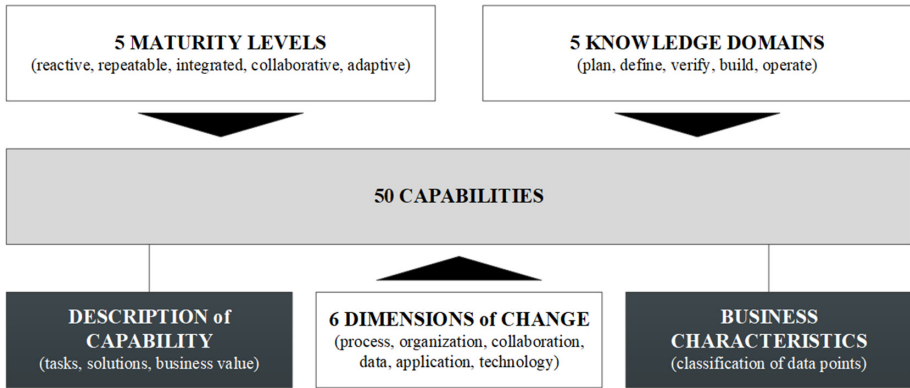 5 MATURITY LEVELS
(reactive, repeatable, integrated, collaborative, adaptive)
5 KNOWLEDGE DOMAINS
(plan, define, verify, build, operate)
50 CAPABILITIES
DESCRIPTION of
CAPABILITY
(tasks, solutions, business value)
6 DIMENSIONS of CHANGE
(process, organization, collaboration,
data, application, technology)
BUSINESS
CHARACTERISTICS
(classification of data points)